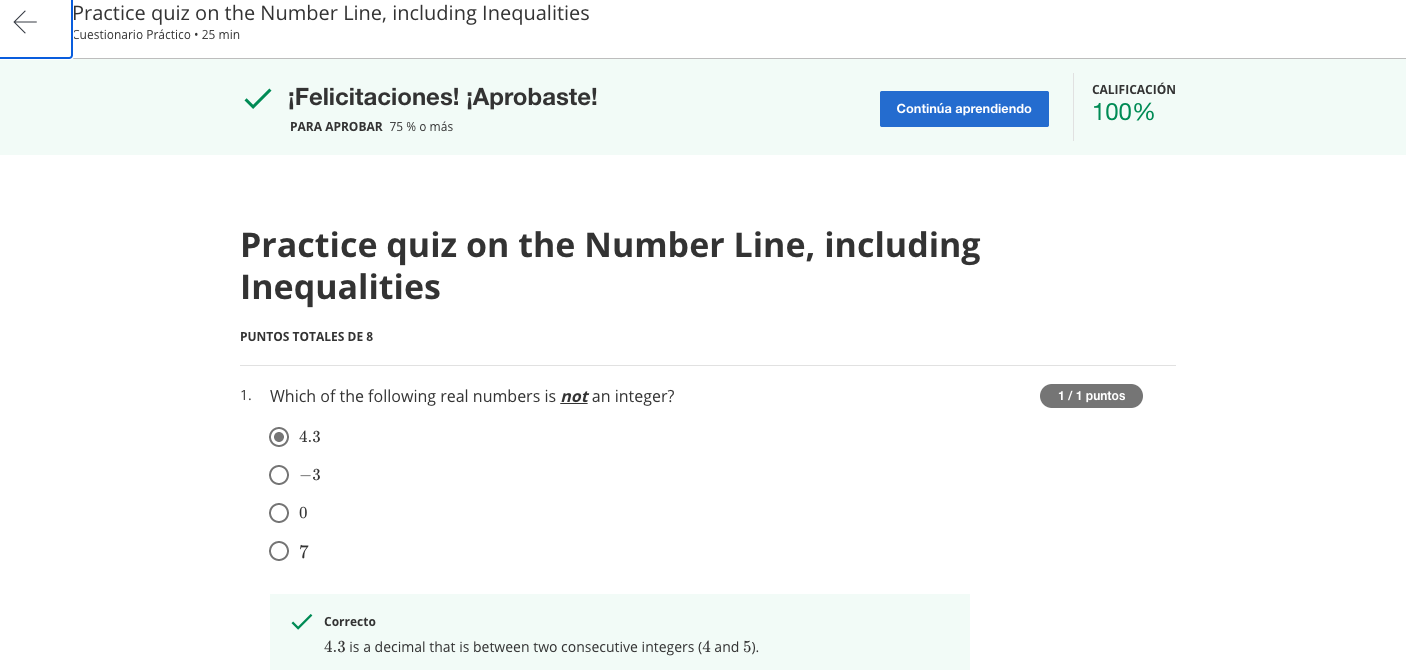 Practice quiz on the Number Line, including Inequalities
Cuestionario Práctico • 25 min
¡Felicitaciones! ¡Aprobaste!
PARA APROBAR 75 % o más
Continúa aprendiendo
CALIFICACIÓN
100%
Practice quiz on the Number Line, including
Inequalities
PUNTOS TOTALES DE 8
1. Which of the following real numbers is not an integer?
1 / 1 puntos
4.3
−3
0
7
Correcto
4.3 is a decimal that is between two consecutive integers (4 and 5).